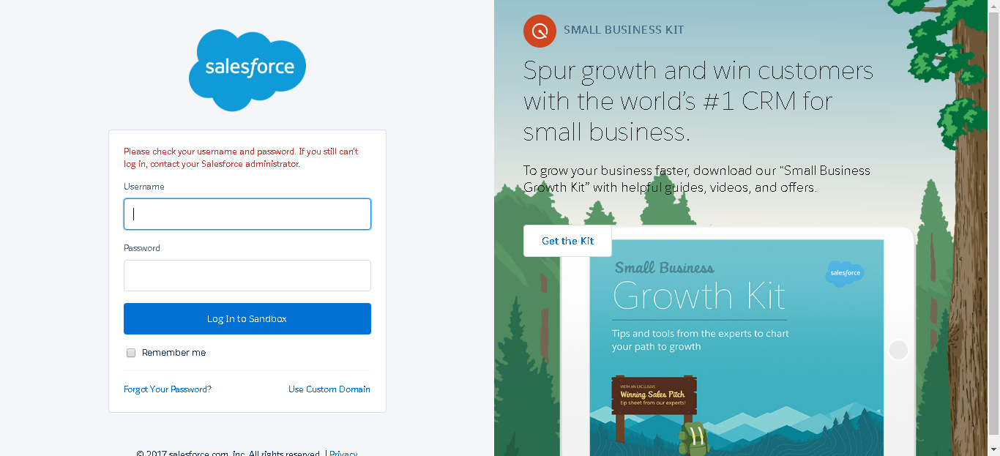 salesforce
Please check your username and password. If you still can't
log in, contact your Salesforce administrator.
Username
Password
Log In to Sandbox
Remember me
Forgot Your Password?
Use Custom Domain
© 2017 salesforce.com, inc. All rights reserved. | Privacy
SMALL BUSINESS KIT
Spur growth and win customers
with the world’s #1 CRM for
small business.
To grow your business faster, download our “Small Business
Growth Kit” with helpful guides, videos, and offers.
Get the Kit
Small Business
salesforce
Growth Kit
Tips and tools from the experts to chart
your path to growth
WITH AN EXCLUSIVE
Winning Sales Pitch
tip sheet from our experts!